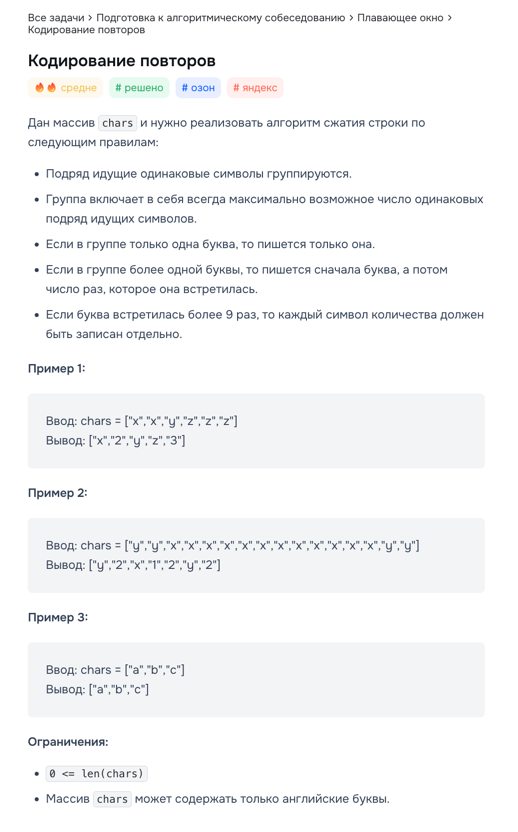 Все задачи > Подготовка к алгоритмическому собеседованию > Плавающее окно >
Кодирование повторов
Кодирование повторов
🔥🔥 средне # решено # озон # яндекс
Дан массив chars и нужно реализовать алгоритм сжатия строки по
следующим правилам:
• Подряд идущие одинаковые символы группируются.
• Группа включает в себя всегда максимально возможное число одинаковых
подряд идущих символов.
• Если в группе только одна буква, то пишется только она.
• Если в группе более одной буквы, то пишется сначала буква, а потом
число раз, которое она встретилась.
• Если буква встретилась более 9 раз, то каждый символ количества должен
быть записан отдельно.
Пример 1:
Ввод: chars = ["x","x","y","z","z","z"]
Вывод: ["x","2","y","z","3"]
Пример 2:
Ввод: chars = ["y","y","x","x","x","x","x","x","x","x","x","x","x","x","y","y"]
Вывод: ["y","2","x","1","2","y","2"]
Пример 3:
Ввод: chars = ["a","b","c"]
Вывод: ["a","b","c"]
Ограничения:
• 0 <= len(chars)
• Массив chars может содержать только английские буквы.